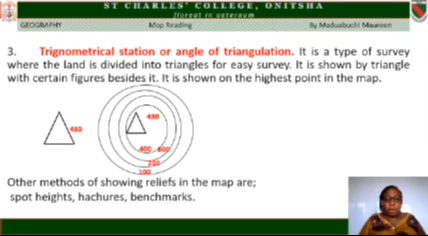 ST CHARLES' COLLEGE, ONITSHA
floreat in aeternum
GEOGRAPHY Map Reading By Maduabuchi Maureen
3. Trignometrical station or angle of triangulation. It is a type of survey
where the land is divided into triangles for easy survey. It is shown by triangle
with certain figures besides it. It is shown on the highest point in the map.
430
450
400
200
100
Other methods of showing reliefs in the map are;
spot heights, hachures, benchmarks.